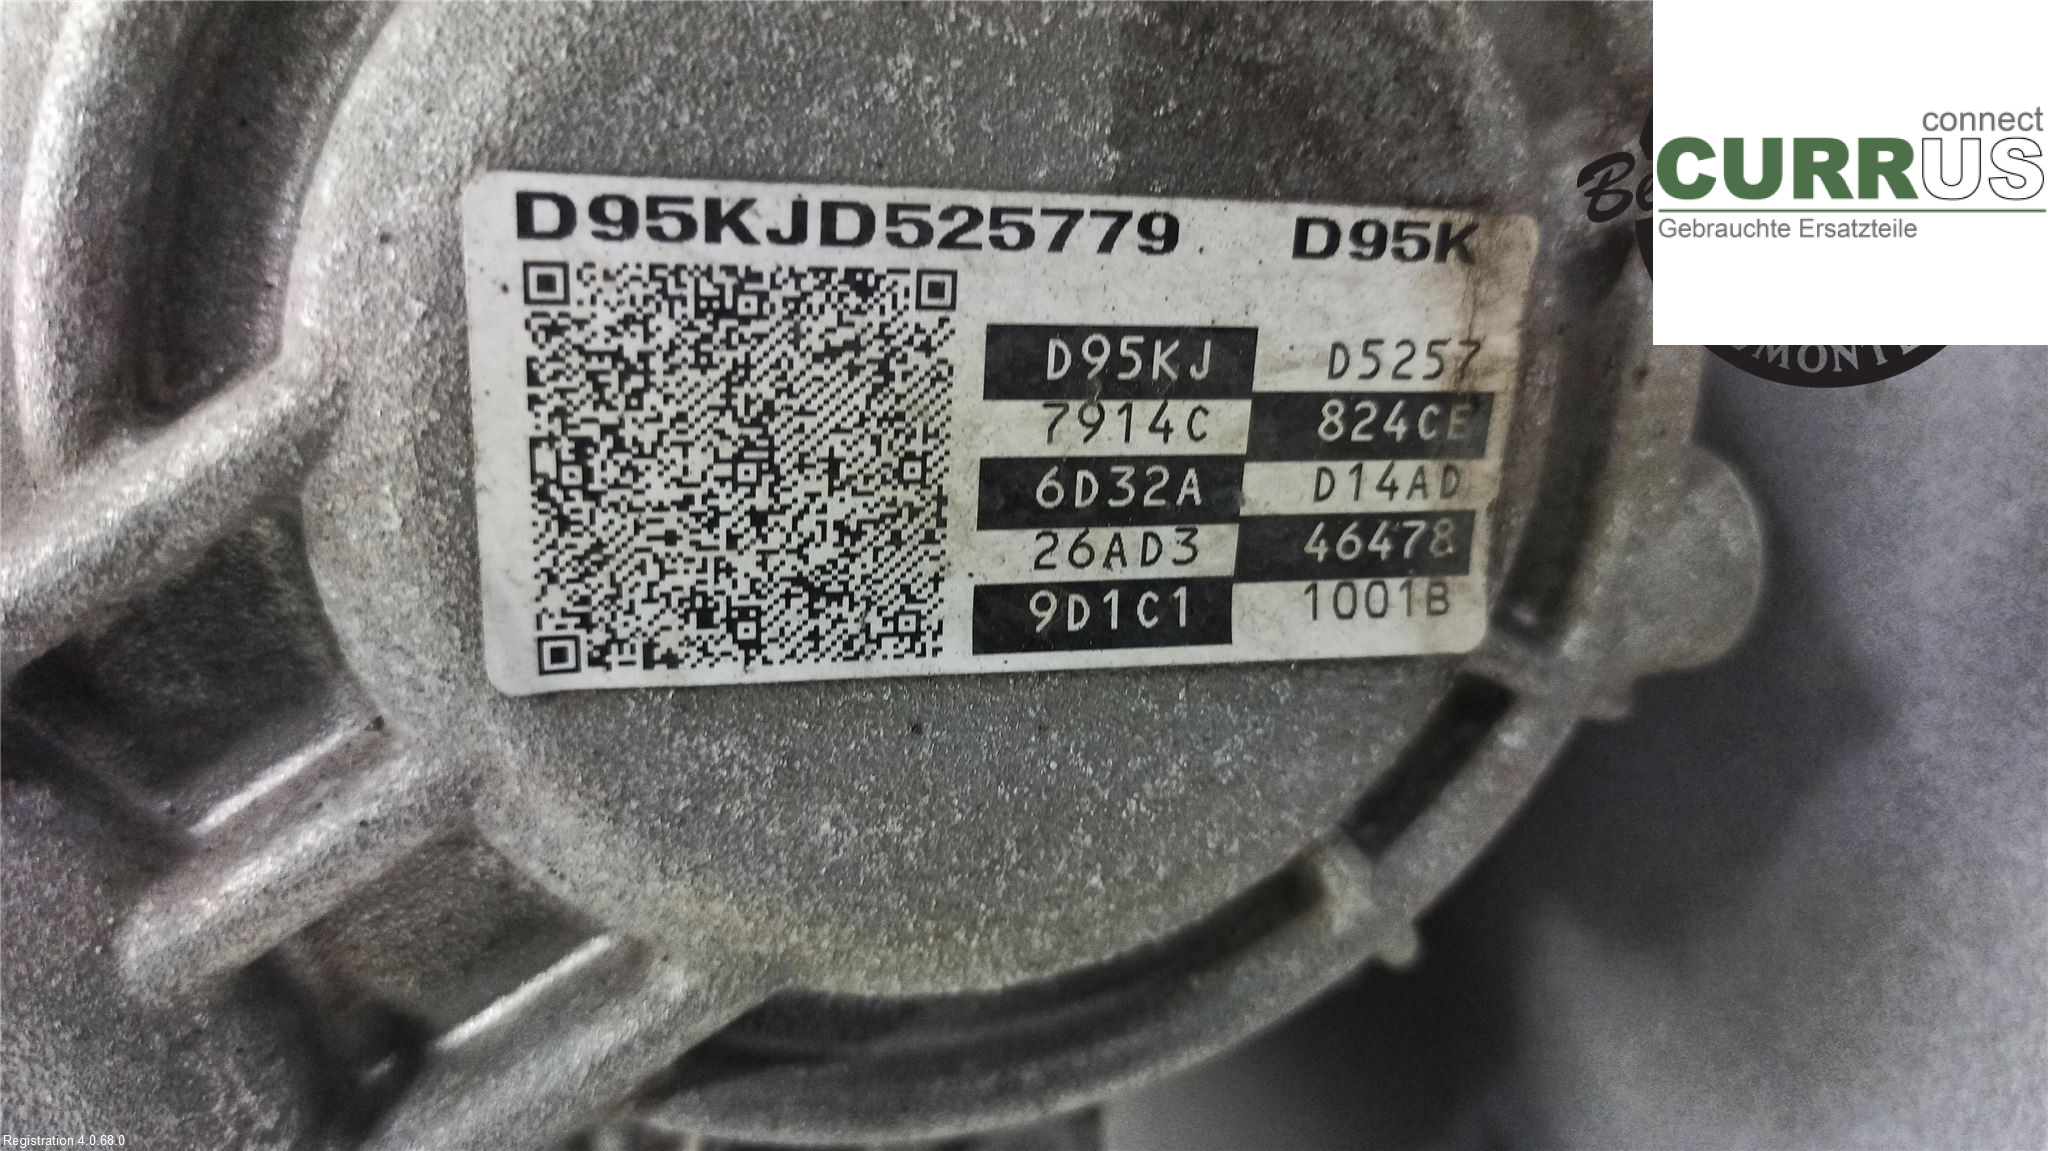 connect
CURRUS
Gebrauchte Ersatzteile
D95KJD525779 D95K
D95KJ D5257
7914C 824CE
6D32A D14AD
26AD3 46478
9D1C1 1001B
Registration 4.0.68.0